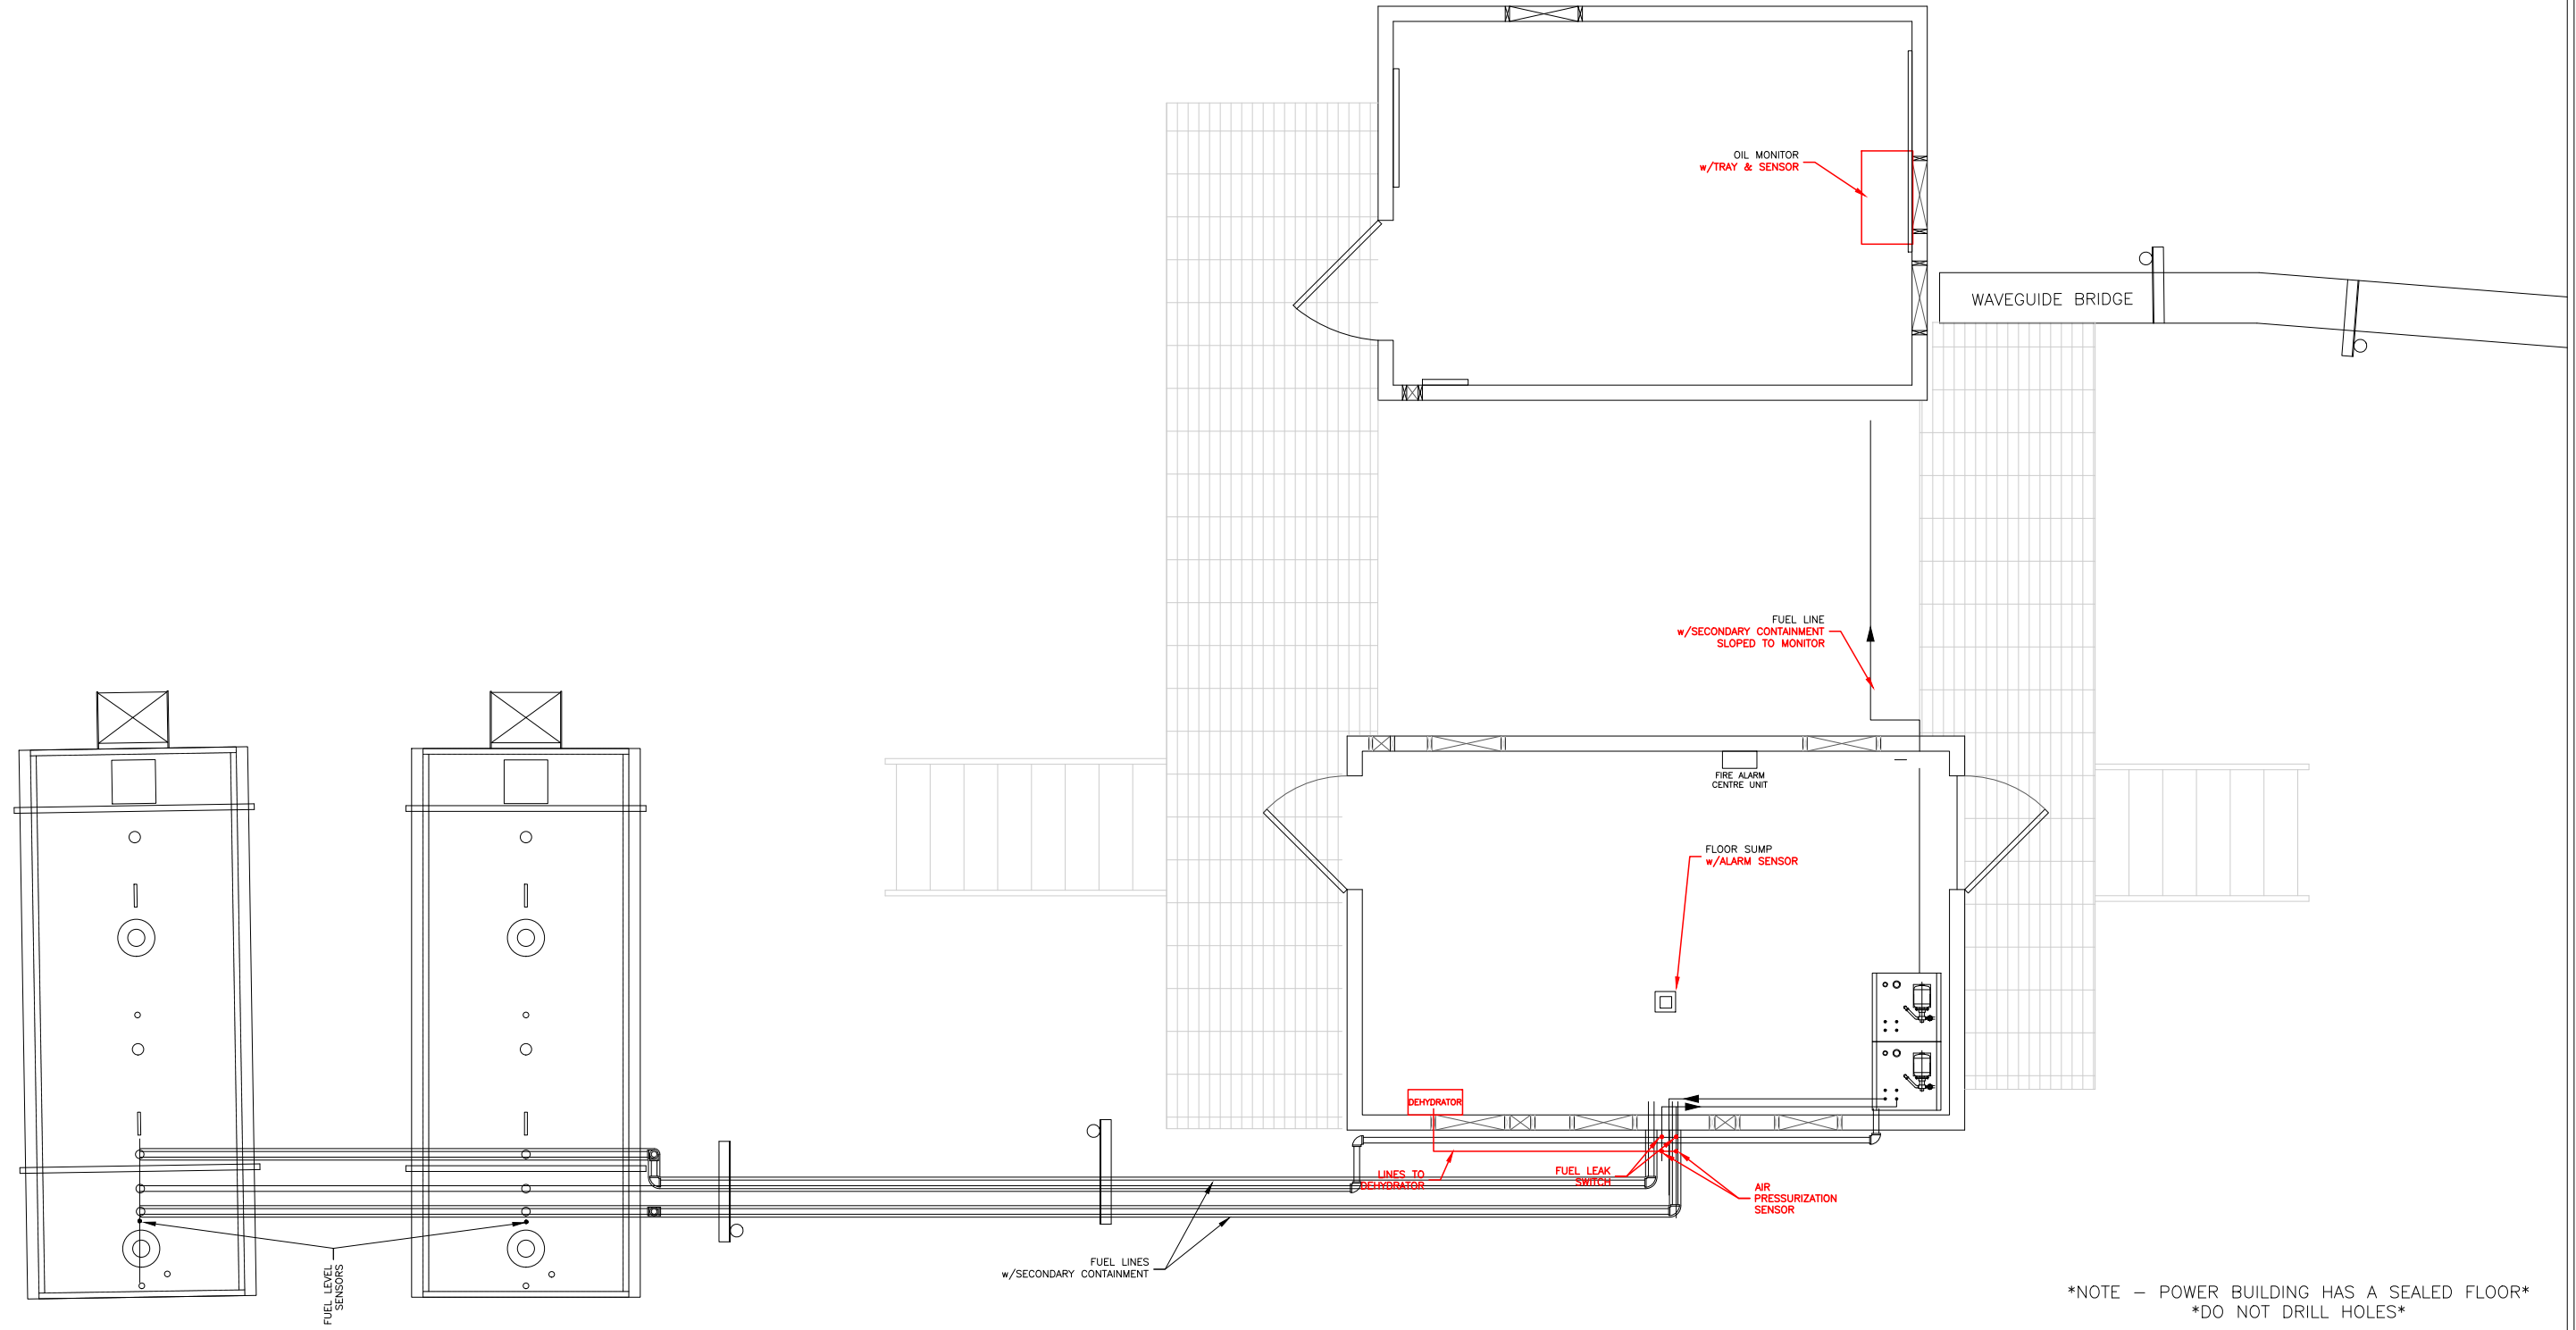 OIL MONITOR
w/TRAY & SENSOR
WAVEGUIDE BRIDGE
FUEL LINE
w/SECONDARY CONTAINMENT
SLOPED TO MONITOR
FIRE ALARM
CENTRE UNIT
FLOOR SUMP
w/ALARM SENSOR
DEHYDRATOR
LINES TO
DEHYDRATOR
FUEL LEAK
SWITCH
AIR
PRESSURIZATION
SENSOR
FUEL LINES
w/SECONDARY CONTAINMENT
FUEL LEVEL
SENSORS
*NOTE – POWER BUILDING HAS A SEALED FLOOR*
*DO NOT DRILL HOLES*